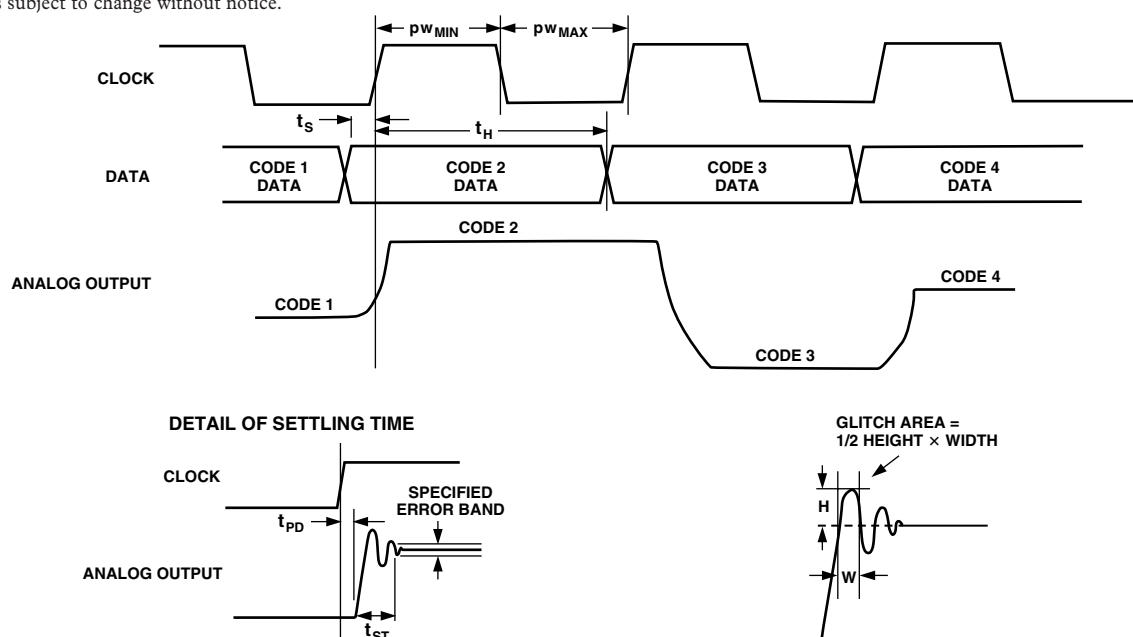 s subject to change without notice.
pwMIN pwMAX
CLOCK
tS tH
DATA
CODE 1
DATA
CODE 2
DATA
CODE 3
DATA
CODE 4
DATA
CODE 2
ANALOG OUTPUT
CODE 1
CODE 4
CODE 3
DETAIL OF SETTLING TIME
CLOCK
SPECIFIED
ERROR BAND
tPD
ANALOG OUTPUT
tST
GLITCH AREA =
1/2 HEIGHT × WIDTH
H
W